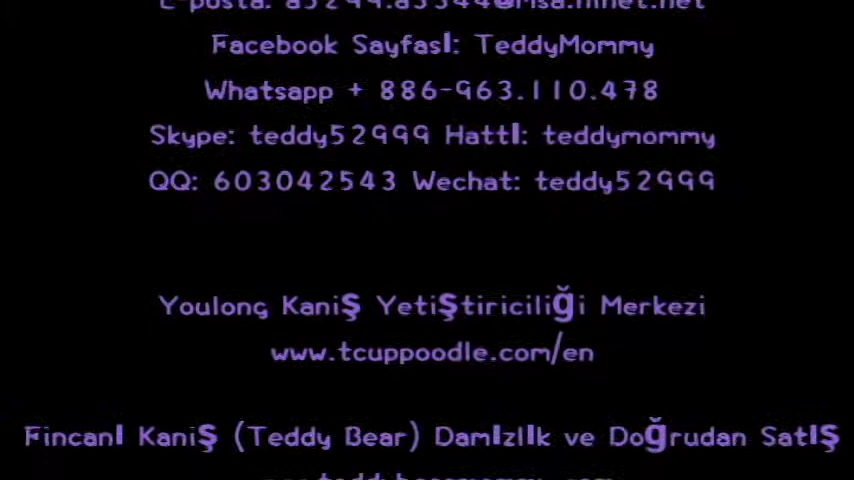 Facebook Sayfası: TeddyMommy
Whatsapp + 886-963.110.478
Skype: teddy52999 Hattı: teddymommy
QQ: 603042543 Wechat: teddy52999
Youlong Kaniş Yetiştiriciliği Merkezi
www.tcuppoodle.com/en
Fincanı Kaniş (Teddy Bear) Damızlık ve Doğrudan Satış